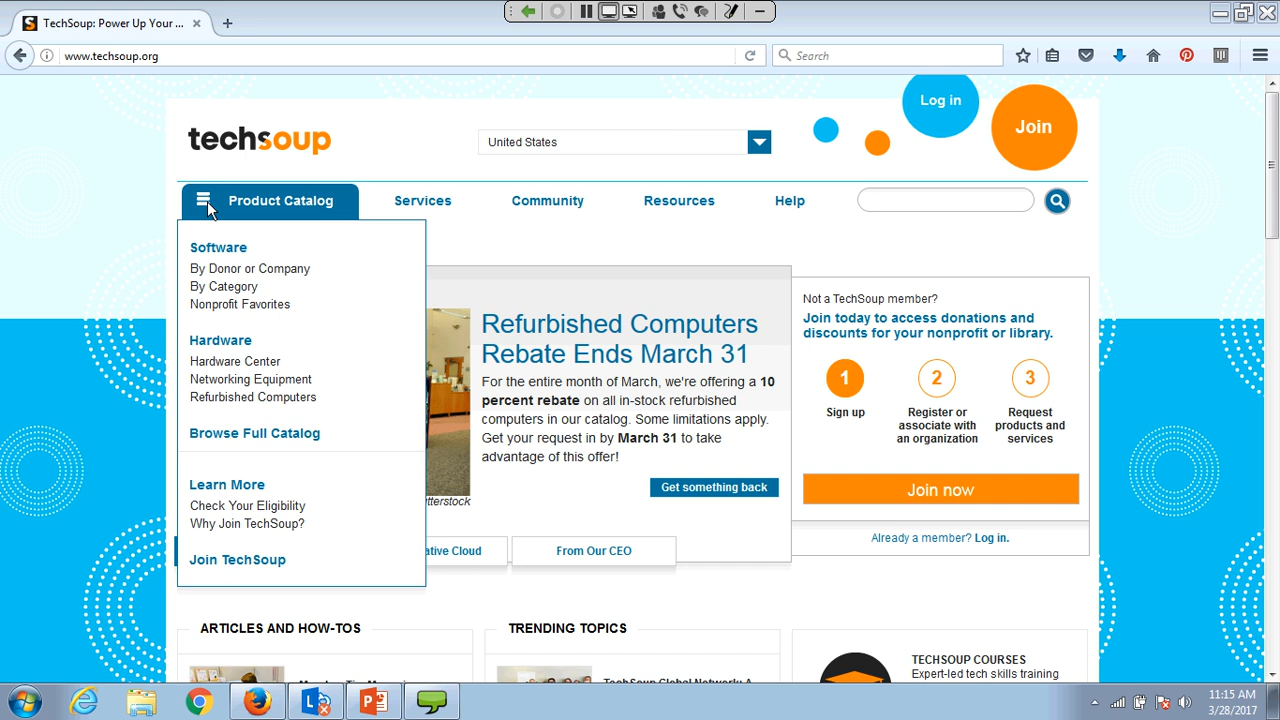 TechSoup: Power Up Your ...
www.techsoup.org
Search
Log in
Join
techsoup
United States
Product Catalog
Services
Community
Resources
Help
Software
By Donor or Company
By Category
Nonprofit Favorites
Hardware
Hardware Center
Networking Equipment
Refurbished Computers
Browse Full Catalog
Learn More
Check Your Eligibility
Why Join TechSoup?
Join TechSoup
Refurbished Computers
Rebate Ends March 31
For the entire month of March, we're offering a 10
percent rebate on all in-stock refurbished
computers in our catalog. Some limitations apply.
Get your request in by March 31 to take
advantage of this offer!
Get something back
Not a TechSoup member?
Join today to access donations and
discounts for your nonprofit or library.
1
2
3
Sign up
Register or
associate with
an organization
Request
products and
services
Join now
Already a member? Log in.
From Our CEO
ARTICLES AND HOW-TOS
TRENDING TOPICS
TECHSOUP COURSES
Expert-led tech skills training
11:15 AM
3/28/2017